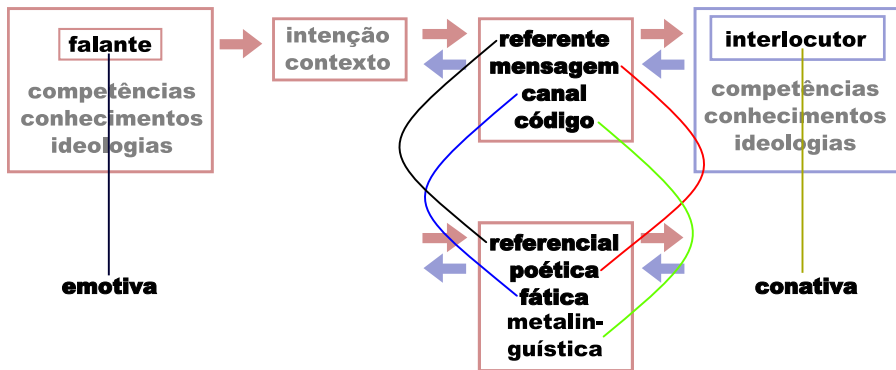 falante
competências
conhecimentos
ideologias
intenção
contexto
referente
mensagem
canal
código
interlocutor
competências
conhecimentos
ideologias
emotiva
referencial
poética
fática
metalin-
guística
conativa